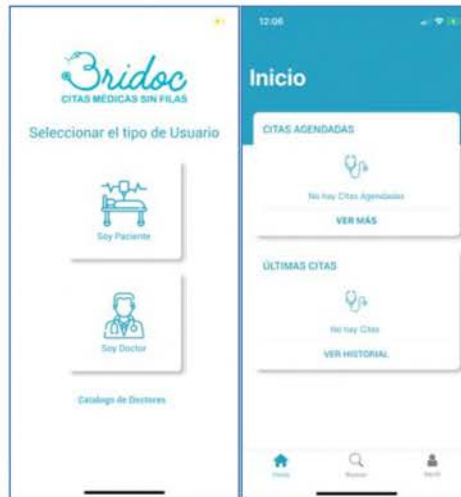 Bridoc
CITAS MÉDICAS SIN FILAS
Seleccionar el tipo de Usuario
Soy Paciente
Soy Doctor
Catalogo de Doctores
12:06
Inicio
CITAS AGENDADAS
No hay Citas Agendadas
VER MÁS
ÚLTIMAS CITAS
No hay Citas
VER HISTORIAL
Buscar